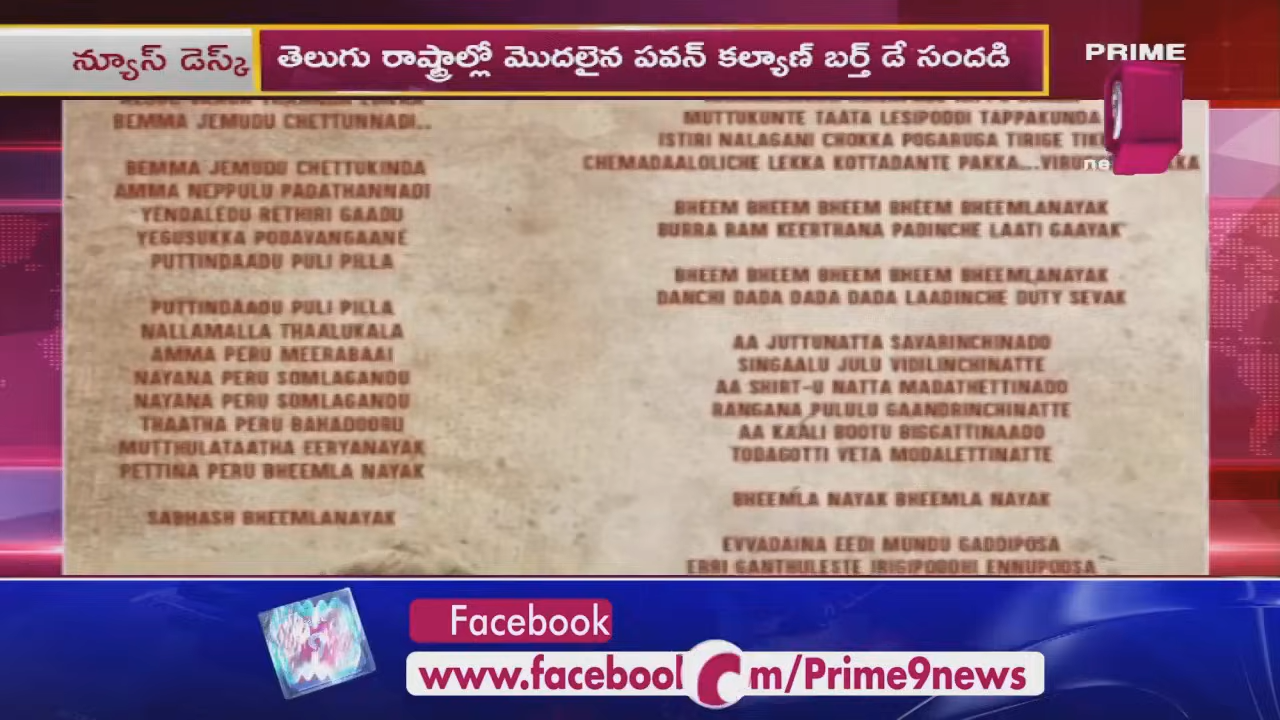 న్యూస్ డెస్క్
తెలుగు రాష్ట్రాల్లో మొదలైన పవన్ కల్యాణ్ బర్త్ డే సందడి
PRIME
ne
BEMMA JEMUDU CHETTUNNADI..
BEMMA JEMUDU CHETTUKINDA
AMMA NEPPULU PADATHANNADI
YENDALEDU RETHIRI GAADU
YEGUSUKKA PODAVANGAANE
PUTTINDAADU PULI PILLA
PUTTINDAADU PULI PILLA
NALLAMALLA THAALUKALA
AMMA PERU MEERABAAI
NAYANA PERU SOMLAGANDU
NAYANA PERU SOMLAGANDU
THAATHA PERU BAHADOORU
MUTTHULATAATHA EERYANAYAK
PETTINA PERU BHEEMLA NAYAK
SABHASH BHEEMLANAYAK
MUTTUKUNTE TAATA LESIPODDI TAPPAKUNDA
ISTIRI NALAGANI CHOKKA POGARUGA TIRIGE
CHEMADAALOLICHE LEKKA KOTTADANTE PAKKA...
BHEEM BHEEM BHEEM BHEEM BHEEMLANAYAK
BURRA RAM KEERTHANA PADINCHE LAATI GAAYAK
BHEEM BHEEM BHEEM BHEEM BHEEMLANAYAK
DANCHI DADA DADA DADA LAADINCHE DUTY SEVAK
AA JUTTUNATTA SAVARINCHINADO
SINGAALU JULU VIDILINCHINATTE
AA SHIRT-U NATTA MADATHETTINADO
RANGANA PULULU GAANDRINCHINATTE
AA KAALI BOOTU BIGGATTINAADO
TODAGOTTI VETA MODALETTINATTE
BHEEMLA NAYAK BHEEMLA NAYAK
EVVADAINA EEDI MUNDU GADDIPOSA
ERRI GANTHULESTE IRIGIPODDHI ENNUPOOSA
Facebook
www.facebook m/Prime9news